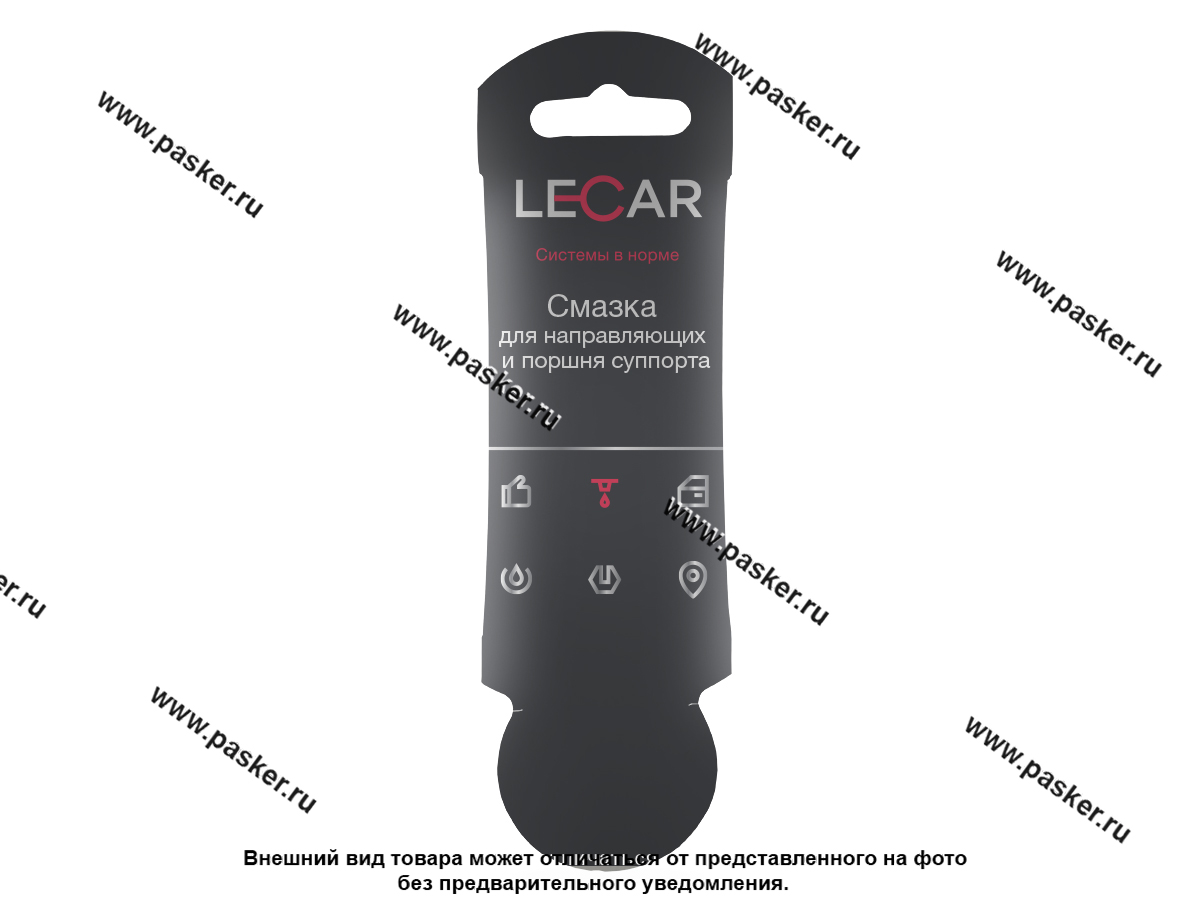 www.pasker.ru
www.pasker.ru
LECAR
Системы в норме
www.pasker.ru
Смазка
www.pasker.ru
для направляющих
и поршня суппорта
www.pasker.ru
er.ru
www.pasker.ru
www.pasker.ru
Внешний вид товара может отличаться от представленного на фото
без предварительного уведомления.